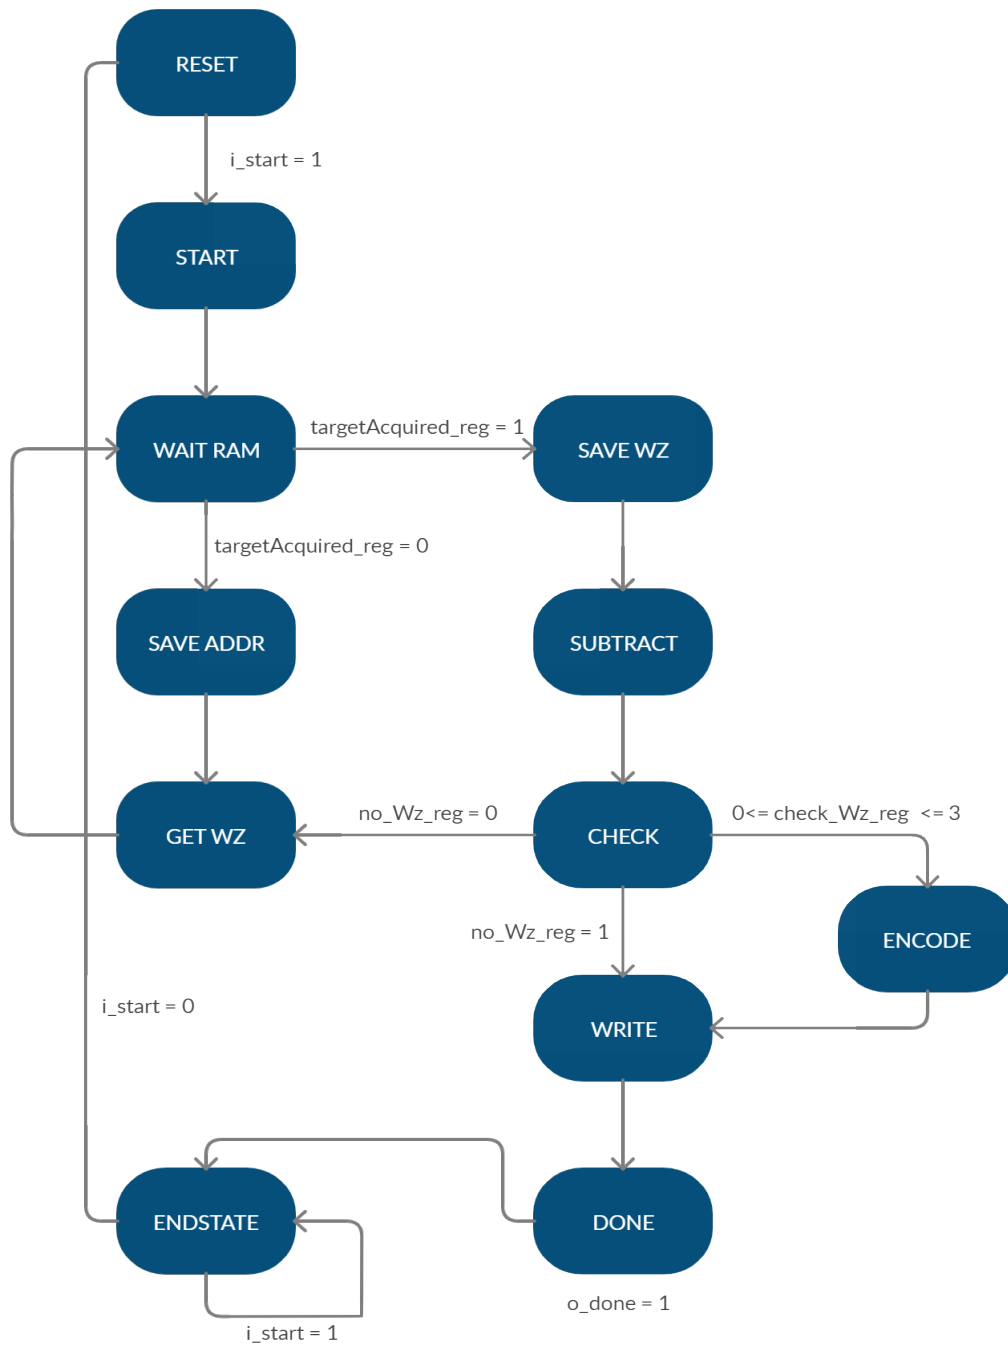 RESET
i_start = 1
START
WAIT RAM
targetAcquired_reg = 1
SAVE WZ
targetAcquired_reg = 0
SAVE ADDR
SUBTRACT
GET WZ
no_Wz_reg = 0
CHECK
0<= check_Wz_reg <= 3
no_Wz_reg = 1
ENCODE
i_start = 0
WRITE
ENDSTATE
DONE
o_done = 1
i_start = 1